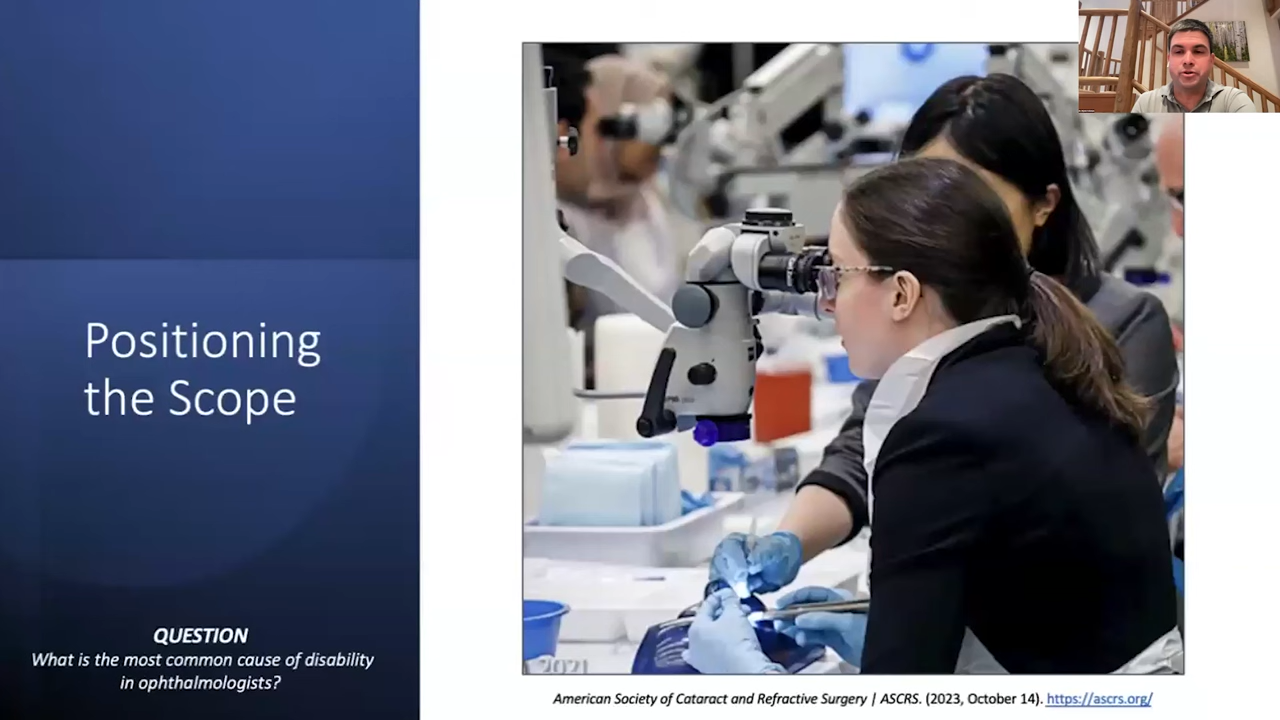 Positioning
the Scope
QUESTION
What is the most common cause of disability
in ophthalmologists?
2021
American Society of Cataract and Refractive Surgery | ASCRS. (2023, October 14). https://ascrs.org/